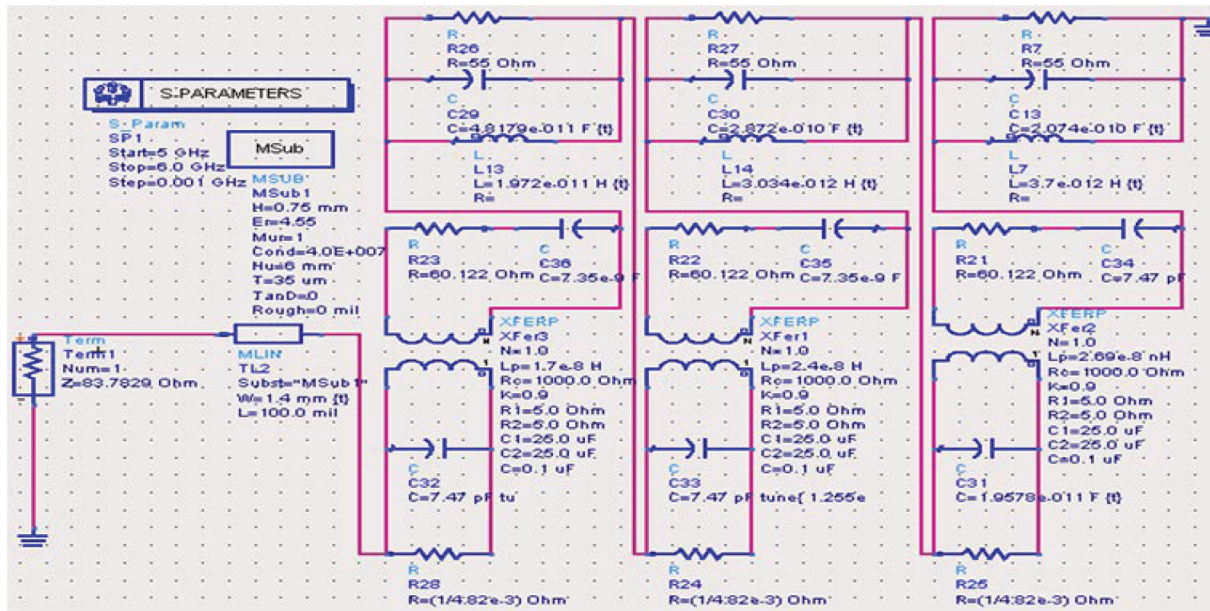 S-PARAMETERS
S_Param
SP1
Start=5 GHz
Stop=6.0 GHz
Step=0.001 GHz
MSub
MSUB
MSub1
H=0.75 mm
Er=4.55
Mur=1
Cond=4.0E+007
Hu=6 mm
T=35 um
TanD=0
Rough=0 mil
Term
Term1
Num=1
Z=83.7829 Ohm
MLIN
TL2
Subst="MSub1"
W=1.4 mm {t}
L=100.0 mil
R
R26
R=55 Ohm
C
C29
C=4.8179e-011 F {t}
L
L13
L=1.972e-011 H {t}
R=
R
R23
R=60.122 Ohm
C
C36
C=7.35e-9 F
XFERP
XFer3
N=1.0
Lp=1.7e-8 H
Rc=1000.0 Ohm
K=0.9
R1=5.0 Ohm
R2=5.0 Ohm
C1=25.0 uF
C2=25.0 uF
C=0.1 uF
C
C32
C=7.47 pF tu
R
R28
R=(1/4.82e-3) Ohm
R
R27
R=55 Ohm
C
C30
C=2.872e-010 F {t}
L
L14
L=3.034e-012 H {t}
R=
R
R22
R=60.122 Ohm
C
C35
C=7.35e-9 F
XFERP
XFer1
N=1.0
Lp=2.4e-8 H
Rc=1000.0 Ohm
K=0.9
R1=5.0 Ohm
R2=5.0 Ohm
C1=25.0 uF
C2=25.0 uF
C=0.1 uF
C
C33
C=7.47 pF tune{ 1.255e
R
R24
R=(1/4.82e-3) Ohm
R
R7
R=55 Ohm
C
C13
C=2.074e-010 F {t}
L
L7
L=3.7e-012 H {t}
R=
R
R21
R=60.122 Ohm
C
C34
C=7.47 pF
XFERP
XFer2
N=1.0
Lp=2.69e-8 nH
Rc=1000.0 Ohm
K=0.9
R1=5.0 Ohm
R2=5.0 Ohm
C1=25.0 uF
C2=25.0 uF
C=0.1 uF
C
C31
C=1.9578e-011 F {t}
R
R25
R=(1/4.82e-3) Ohm